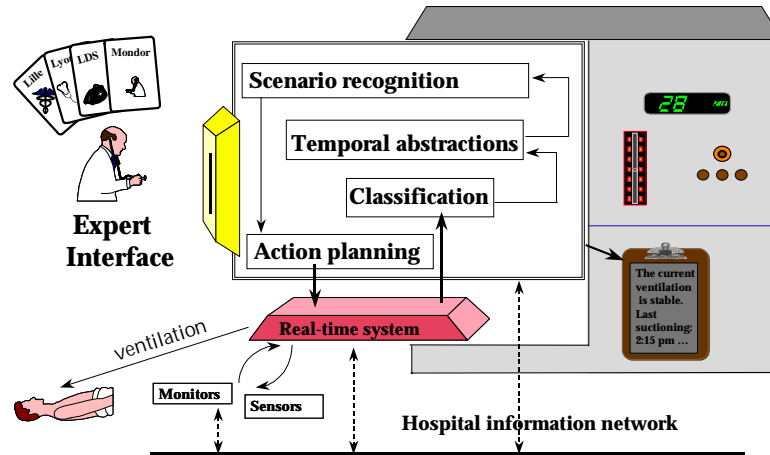 Lille
Lyon
LDS
Mondor
Expert
Interface
Scenario recognition
Temporal abstractions
Classification
Action planning
Real-time system
ventilation
Monitors
Sensors
Hospital information network
28
The current
ventilation
is stable.
Last
suctioning:
2:15 pm ...